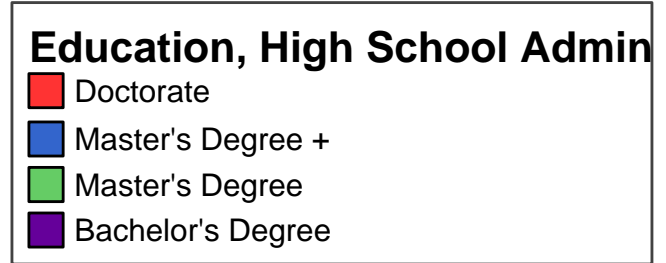 Education, High School Admin
Doctorate
Master's Degree +
Master's Degree
Bachelor's Degree